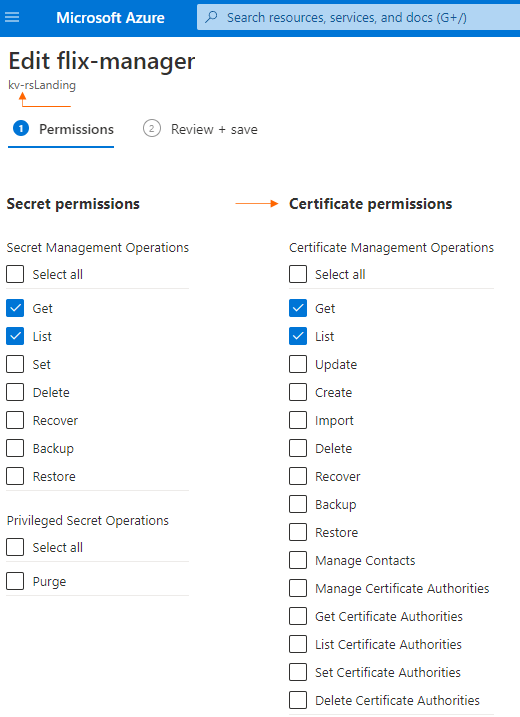 Microsoft Azure
Search resources, services, and docs (G+/)
Edit flix-manager
kv-rsLanding
1 Permissions
2 Review + save
Secret permissions
Secret Management Operations
Select all
Get
List
Set
Delete
Recover
Backup
Restore
Privileged Secret Operations
Select all
Purge
Certificate permissions
Certificate Management Operations
Select all
Get
List
Update
Create
Import
Delete
Recover
Backup
Restore
Manage Contacts
Manage Certificate Authorities
Get Certificate Authorities
List Certificate Authorities
Set Certificate Authorities
Delete Certificate Authorities